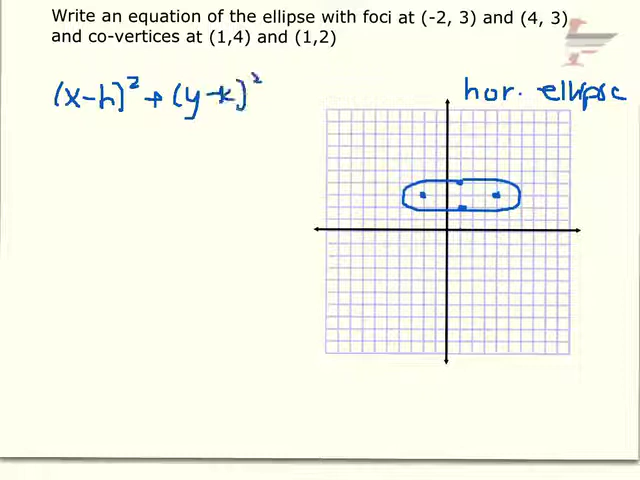 Write an equation of the ellipse with foci at (-2, 3) and (4, 3)
and co-vertices at (1,4) and (1,2)
(x-h)² + (y-k)²
hor. ellipse